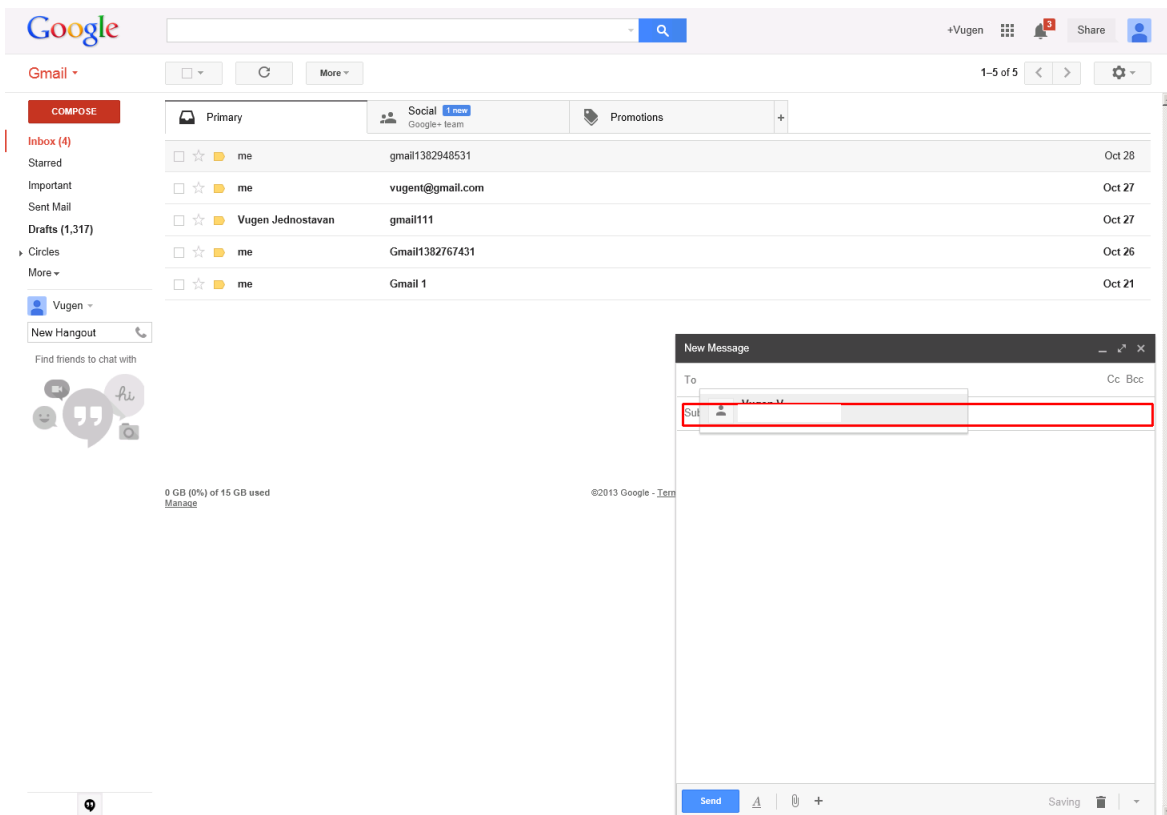 Google
+Vugen
3
Share
Gmail
More
1–5 of 5
COMPOSE
Inbox (4)
Starred
Important
Sent Mail
Drafts (1,317)
Circles
More
Vugen
New Hangout
Find friends to chat with
hi
Primary
Social 1 new
Google+ team
Promotions
+
me gmail1382948531 Oct 28
me vugent@gmail.com Oct 27
Vugen Jednostavan gmail111 Oct 27
me Gmail1382767431 Oct 26
me Gmail 1 Oct 21
0 GB (0%) of 15 GB used
Manage
©2013 Google - Tern
New Message
To Cc Bcc
Vugen V
Sub
Send A + Saving